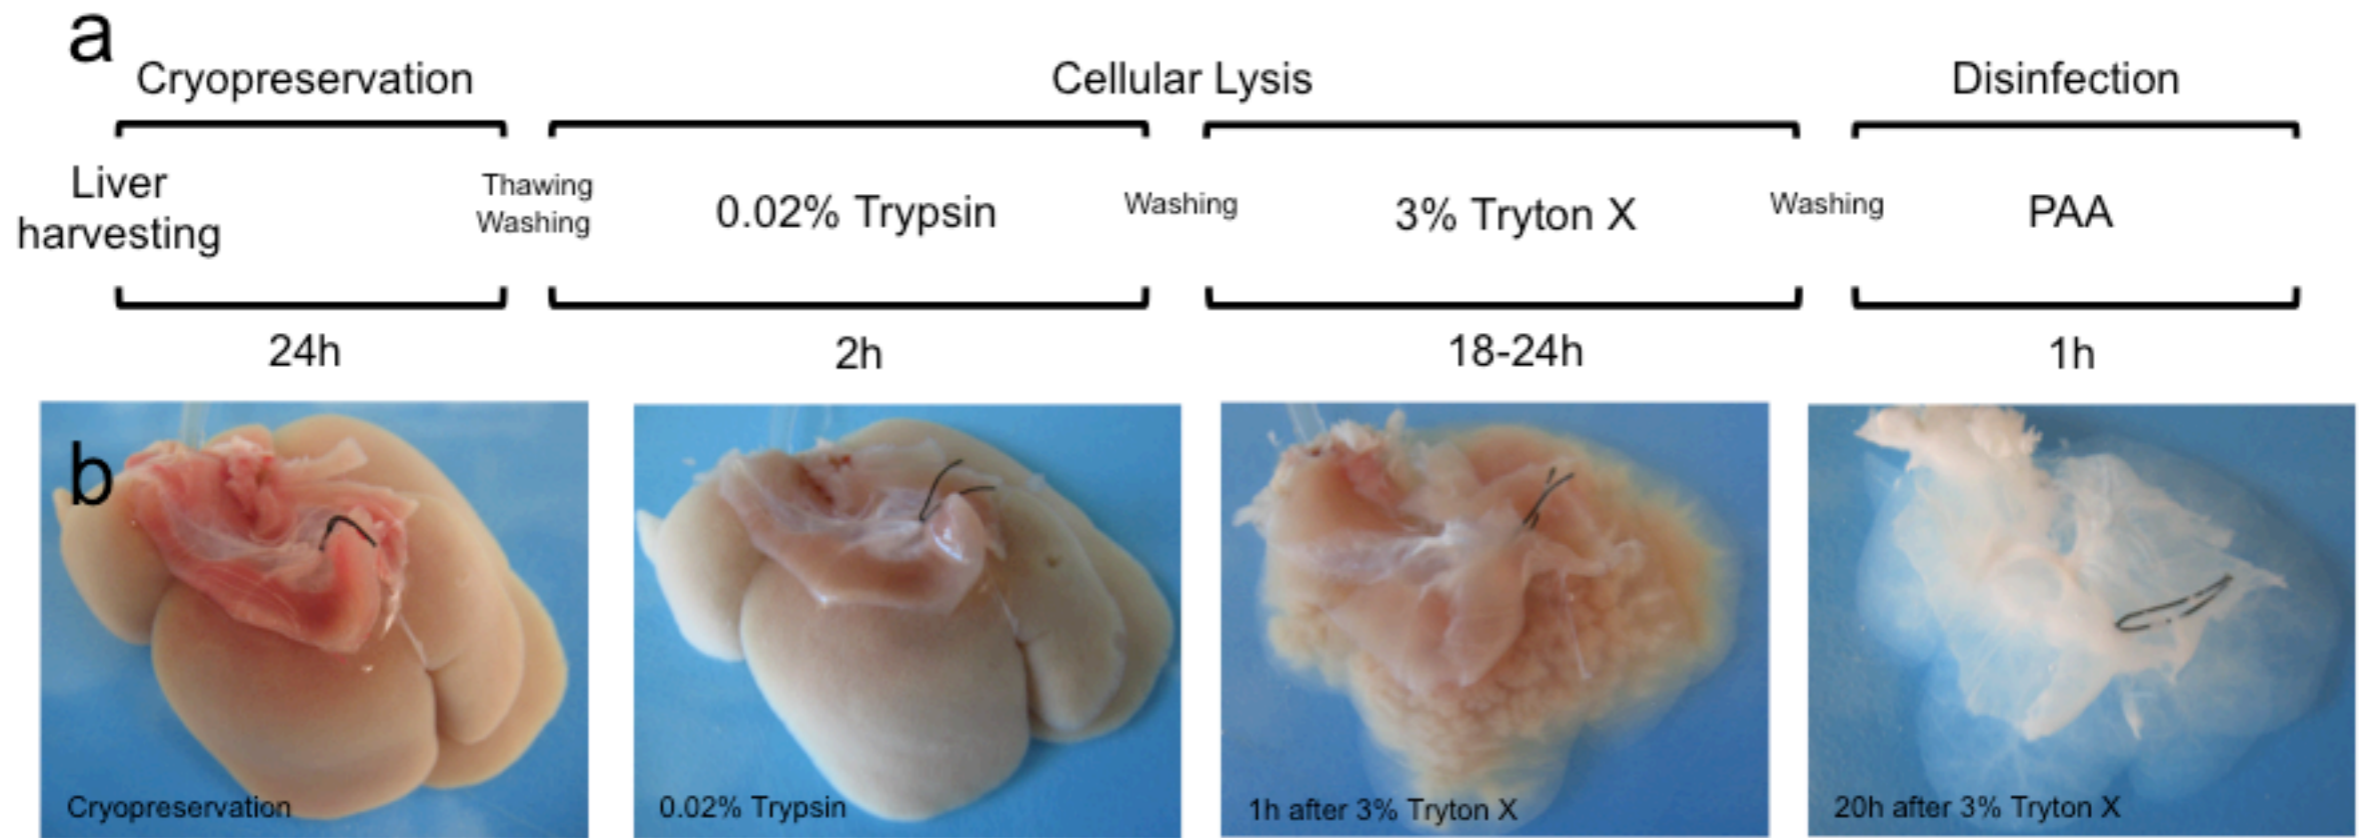 a
Cryopreservation
Cellular Lysis
Disinfection
Liver
harvesting
Thawing
Washing
0.02% Trypsin
Washing
3% Tryton X
Washing
PAA
24h
2h
18-24h
1h
b
Cryopreservation
0.02% Trypsin
1h after 3% Tryton X
20h after 3% Tryton X